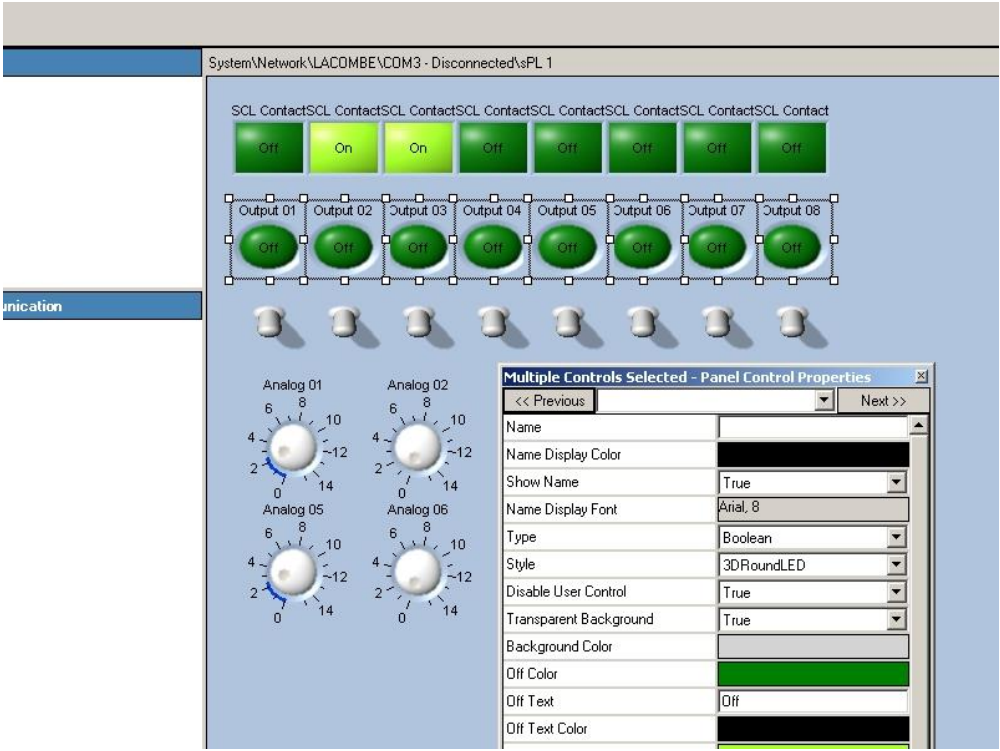 System\Network\LACOMBE\COM3 - Disconnected\sPL 1
SCL Contact SCL Contact SCL Contact SCL Contact SCL Contact SCL Contact SCL Contact SCL Contact
Off On On Off Off Off Off Off
Output 01 Output 02 Output 03 Output 04 Output 05 Output 06 Output 07 Output 08
Off Off Off Off Off Off Off Off
Analog 01
0 2 4 6 8 10 12 14
Analog 02
0 2 4 6 8 10 12 14
Analog 05
0 2 4 6 8 10 12 14
Analog 06
0 2 4 6 8 10 12 14
Multiple Controls Selected - Panel Control Properties
<< Previous Next >>
Name
Name Display Color
Show Name True
Name Display Font Arial, 8
Type Boolean
Style 3DRoundLED
Disable User Control True
Transparent Background True
Background Color
Off Color
Off Text Off
Off Text Color